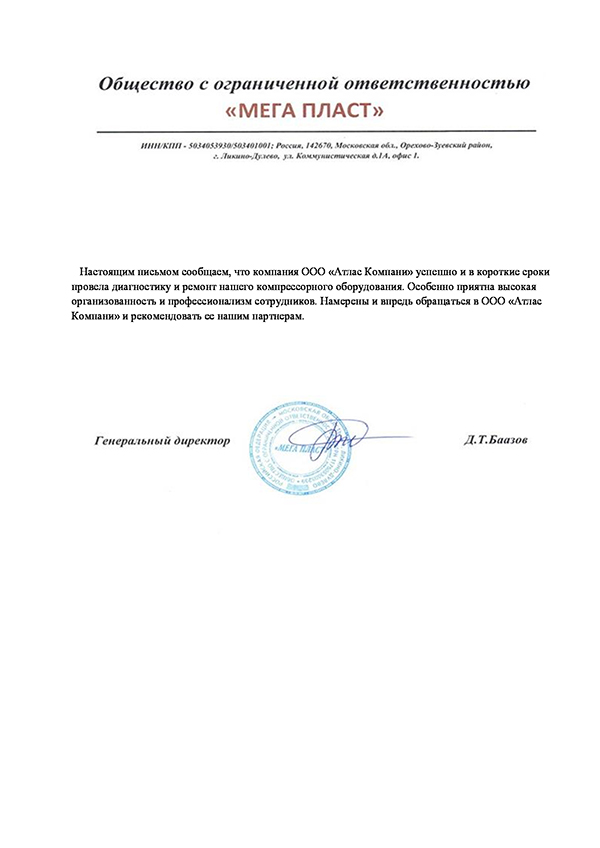 Общество с ограниченной ответственностью
«МЕГА ПЛАСТ»
ИНН/КПП - 5034053930/503401001; Россия, 142670, Московская обл., Орехово-Зуевский район,
г. Ликино-Дулево, ул. Коммунистическая д.1А, офис 1.
Настоящим письмом сообщаем, что компания ООО «Атлас Компани» успешно и в короткие сроки
провела диагностику и ремонт нашего компрессорного оборудования. Особенно приятна высокая
организованность и профессионализм сотрудников. Намерены и впредь обращаться в ООО «Атлас
Компани» и рекомендовать ее нашим партнерам.
Генеральный директор
«МЕГА ПЛАСТ»
Д.Т.Баазов